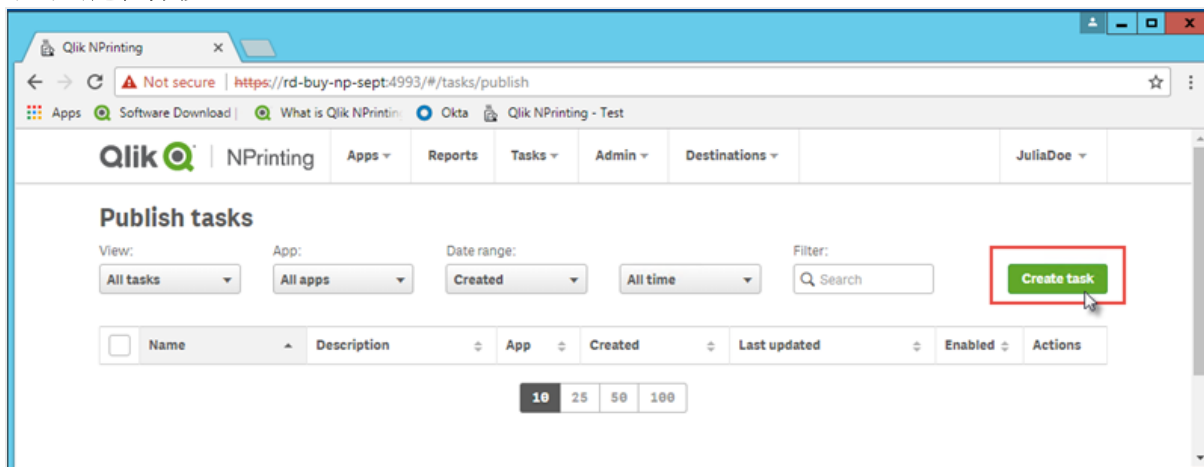 Qlik NPrinting
Not secure | https://rd-buy-np-sept:4993/#/tasks/publish
Apps Software Download | What is Qlik NPrinting Okta Qlik NPrinting - Test
Qlik NPrinting Apps Reports Tasks Admin Destinations JuliaDoe
Publish tasks
View: App: Date range: Filter:
All tasks All apps Created All time Search Create task
Name Description App Created Last updated Enabled Actions
10 25 50 100